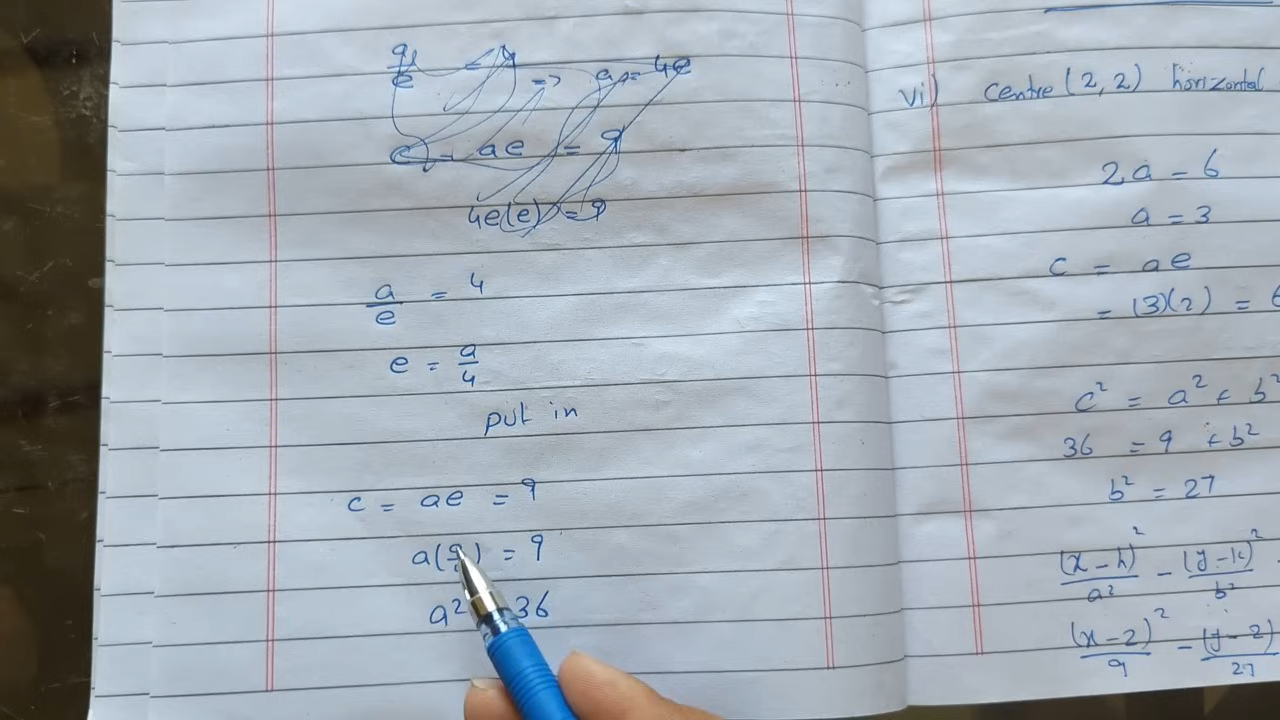 a/e = 4
=> a = 4e
c = ae = 9
4e(e) = 9
a/e = 4
e = a/4
put in
c = ae = 9
a(a/) = 9
a² 36
vi) Centre (2, 2) horizontal
2a = 6
a = 3
c = ae
= (3)(2) = 6
c² = a² + b²
36 = 9 + b²
b² = 27
(x-h)²/a² - (y-k)²/b²
(x-2)²/9 - (y-2)/27